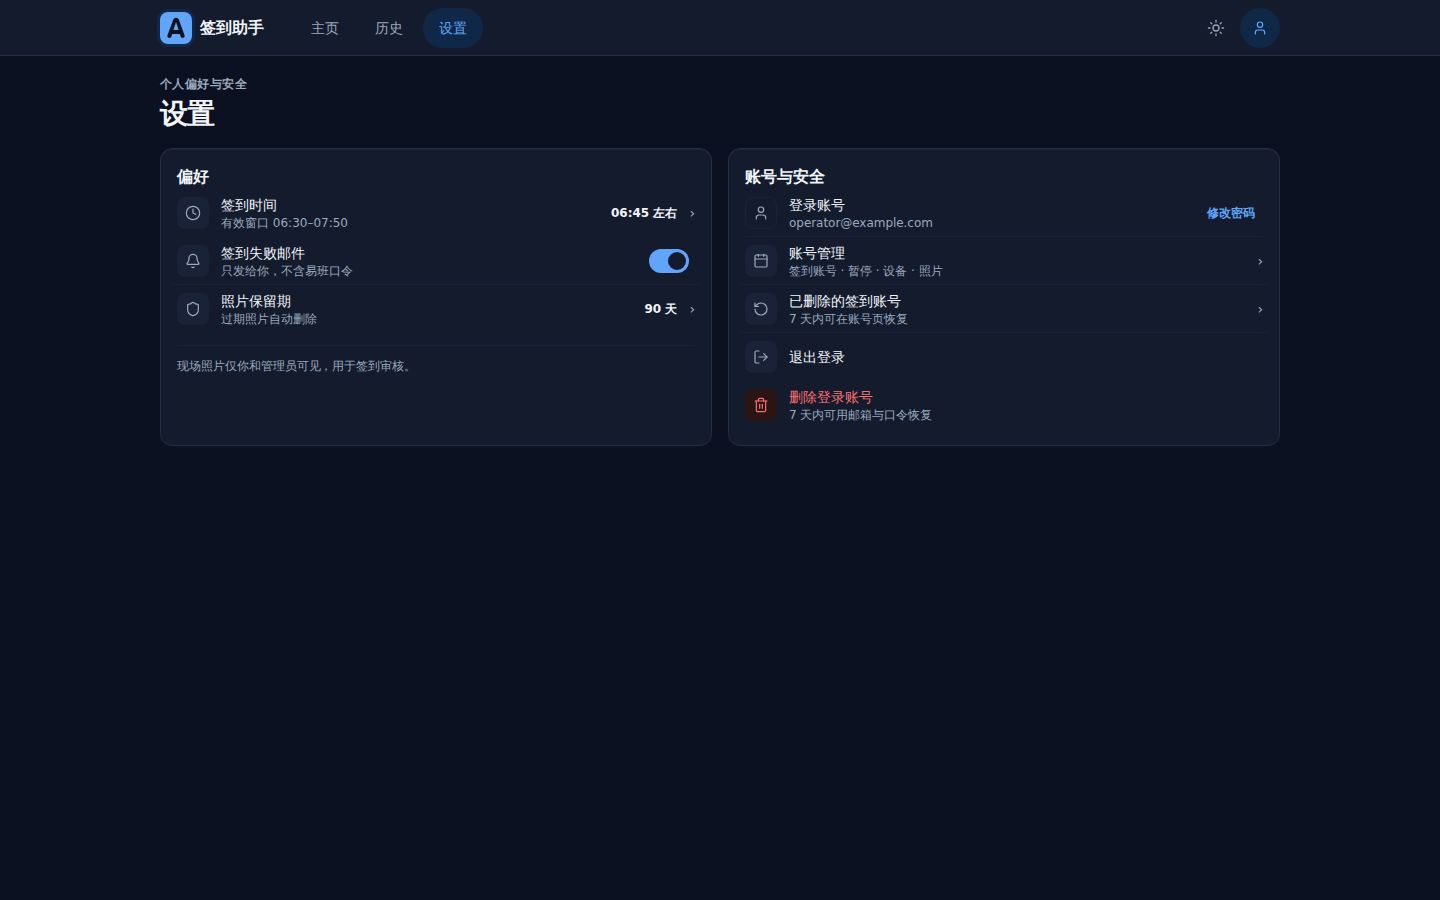 签到助手
主页
历史
设置
个人偏好与安全
设置
偏好
签到时间
有效窗口 06:30–07:50
06:45 左右
签到失败邮件
只发给你，不含易班口令
照片保留期
过期照片自动删除
90 天
现场照片仅你和管理员可见，用于签到审核。
账号与安全
登录账号
operator@example.com
修改密码
账号管理
签到账号 · 暂停 · 设备 · 照片
已删除的签到账号
7 天内可在账号页恢复
退出登录
删除登录账号
7 天内可用邮箱与口令恢复